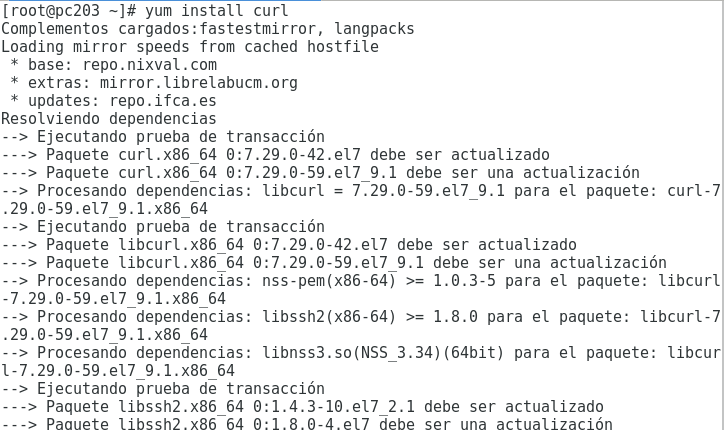 [root@pc203 ~]# yum install curl
Complementos cargados:fastestmirror, langpacks
Loading mirror speeds from cached hostfile
 * base: repo.nixval.com
 * extras: mirror.librelabucm.org
 * updates: repo.ifca.es
Resolviendo dependencias
--> Ejecutando prueba de transacción
---> Paquete curl.x86_64 0:7.29.0-42.el7 debe ser actualizado
---> Paquete curl.x86_64 0:7.29.0-59.el7_9.1 debe ser una actualización
--> Procesando dependencias: libcurl = 7.29.0-59.el7_9.1 para el paquete: curl-7
.29.0-59.el7_9.1.x86_64
--> Ejecutando prueba de transacción
---> Paquete libcurl.x86_64 0:7.29.0-42.el7 debe ser actualizado
---> Paquete libcurl.x86_64 0:7.29.0-59.el7_9.1 debe ser una actualización
--> Procesando dependencias: nss-pem(x86-64) >= 1.0.3-5 para el paquete: libcurl
-7.29.0-59.el7_9.1.x86_64
--> Procesando dependencias: libssh2(x86-64) >= 1.8.0 para el paquete: libcurl-7
.29.0-59.el7_9.1.x86_64
--> Procesando dependencias: libnss3.so(NSS_3.34)(64bit) para el paquete: libcur
l-7.29.0-59.el7_9.1.x86_64
--> Ejecutando prueba de transacción
---> Paquete libssh2.x86_64 0:1.4.3-10.el7_2.1 debe ser actualizado
---> Paquete libssh2.x86_64 0:1.8.0-4.el7 debe ser una actualización